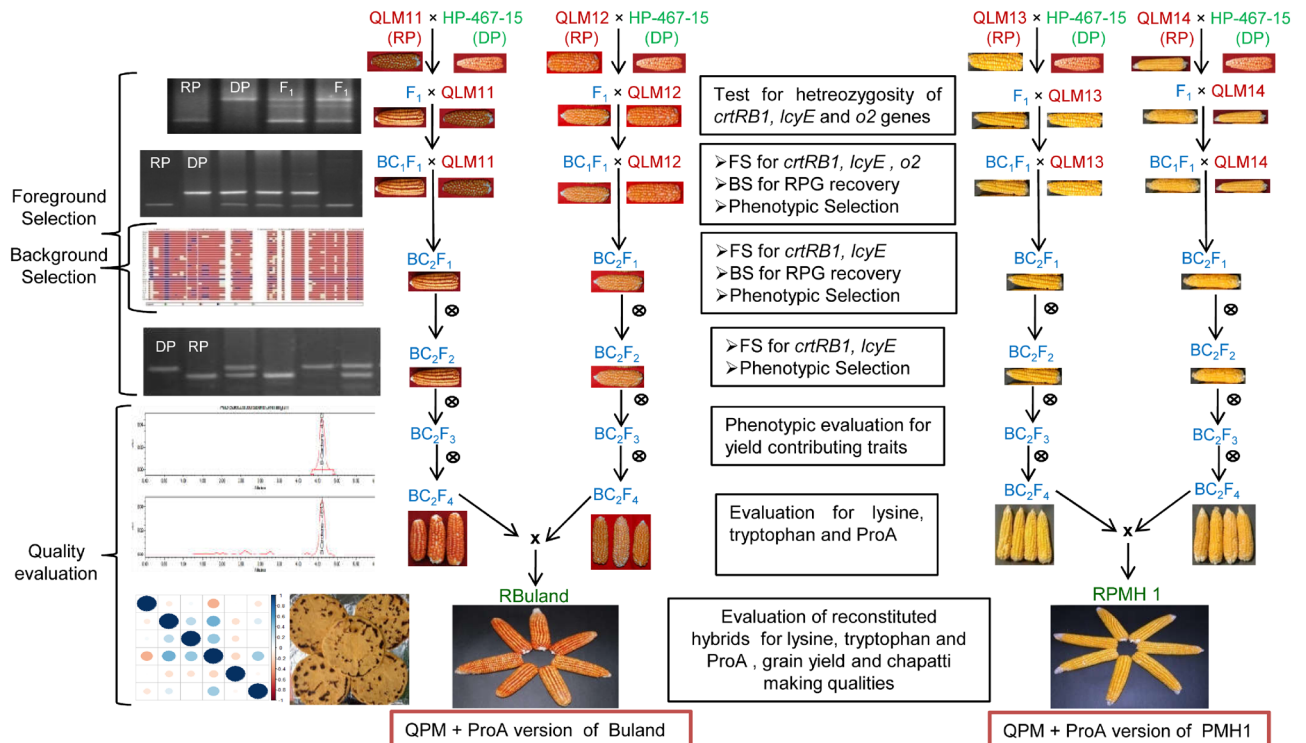 QLM11 × HP-467-15
(RP) (DP)
QLM12 × HP-467-15
(RP) (DP)
QLM13 × HP-467-15
(RP) (DP)
QLM14 × HP-467-15
(RP) (DP)
RP DP F1 F1
F1 × QLM11
F1 × QLM12
Test for hetreozygosity of
crtRB1, lcyE and o2 genes
F1 × QLM13
F1 × QLM14
RP DP
BC1F1 × QLM11
BC1F1 × QLM12
➢FS for crtRB1, lcyE , o2
➢BS for RPG recovery
➢Phenotypic Selection
BC1F1 × QLM13
BC1F1 × QLM14
Foreground
Selection
Background
Selection
BC2F1
BC2F1
➢FS for crtRB1, lcyE
➢BS for RPG recovery
➢Phenotypic Selection
BC2F1
BC2F1
DP RP
BC2F2
BC2F2
➢FS for crtRB1, lcyE
➢Phenotypic Selection
BC2F2
BC2F2
BC2F3
BC2F3
Phenotypic evaluation for
yield contributing traits
BC2F3
BC2F3
BC2F4
BC2F4
Evaluation for lysine,
tryptophan and ProA
BC2F4
BC2F4
x
x
Quality
evaluation
RBuland
RPMH 1
Evaluation of reconstituted
hybrids for lysine, tryptophan and
ProA , grain yield and chapatti
making qualities
QPM + ProA version of Buland
QPM + ProA version of PMH1